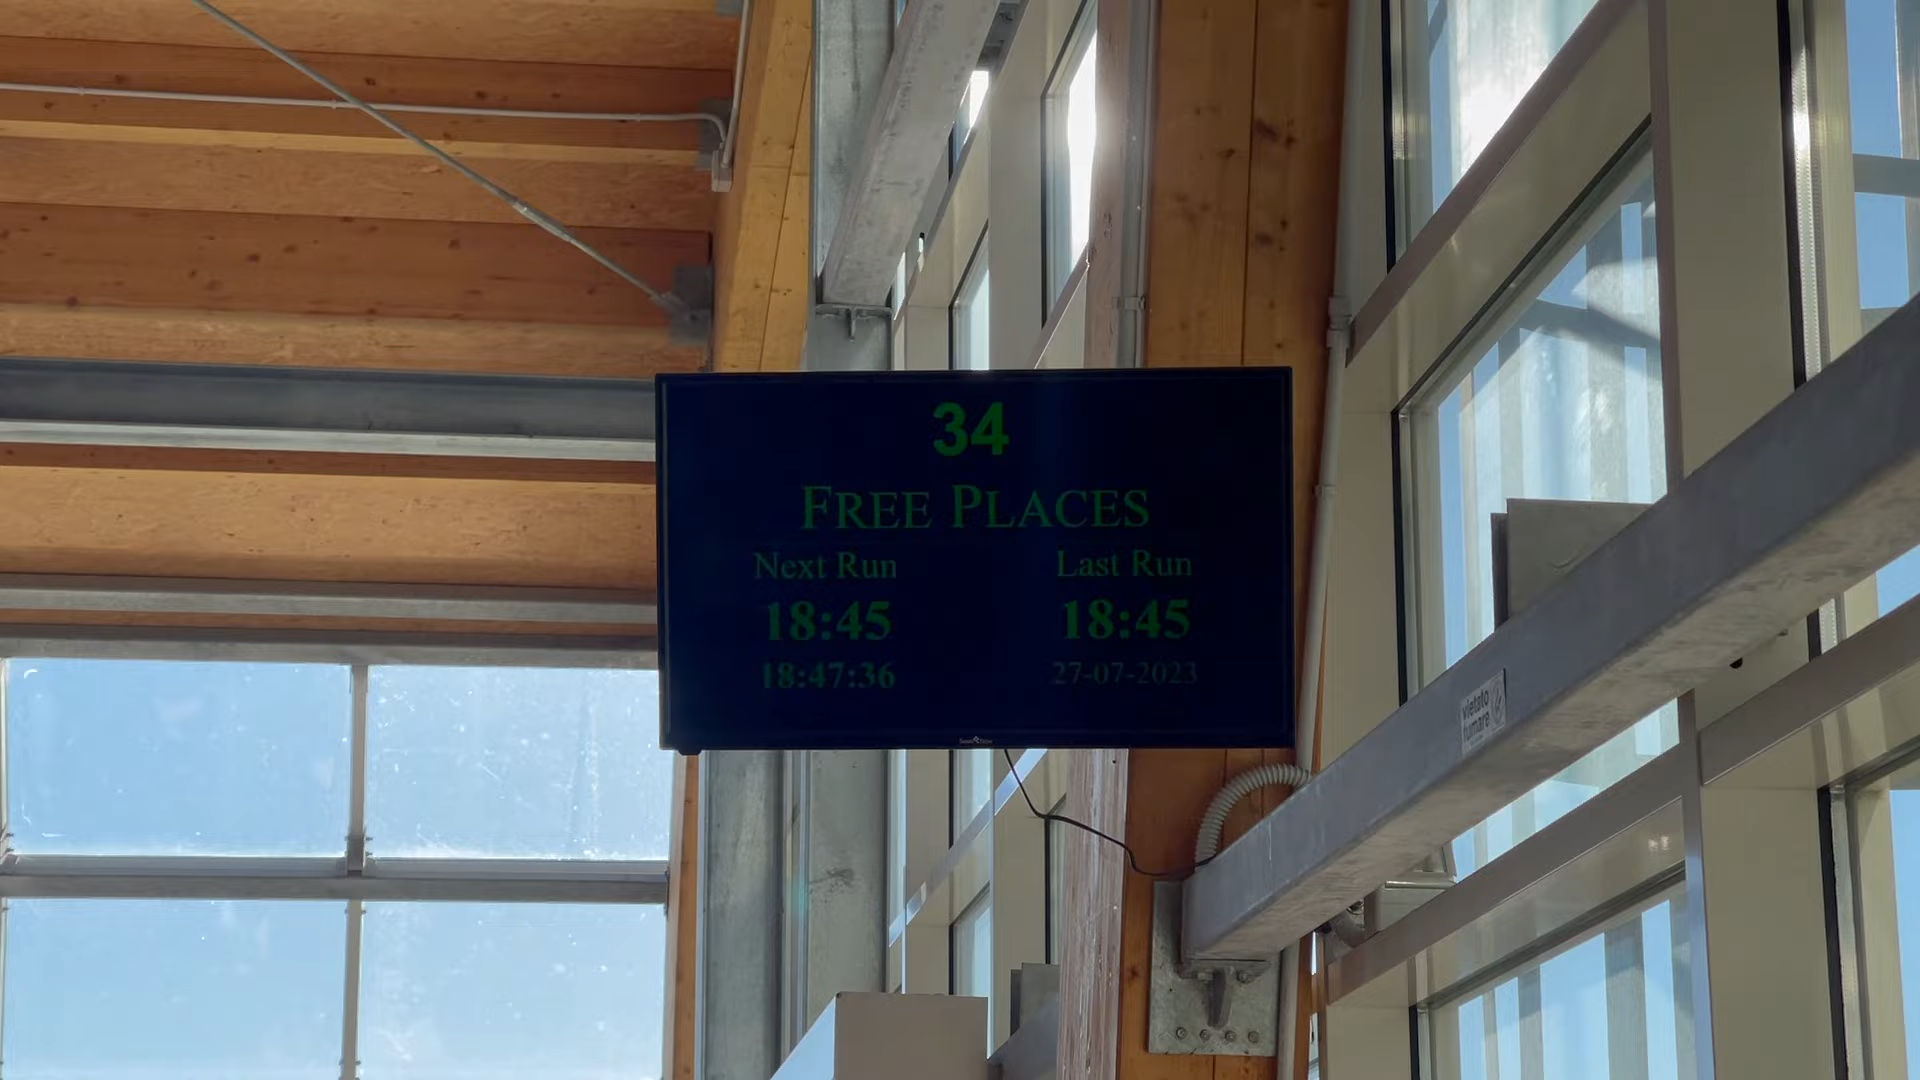 34
FREE PLACES
Next Run Last Run
18:45 18:45
18:47:36 27-07-2023
vietato
fumare